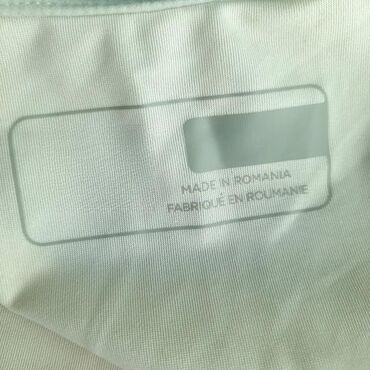 MADE IN ROMANIA
FABRIQUÉ EN ROUMANIE